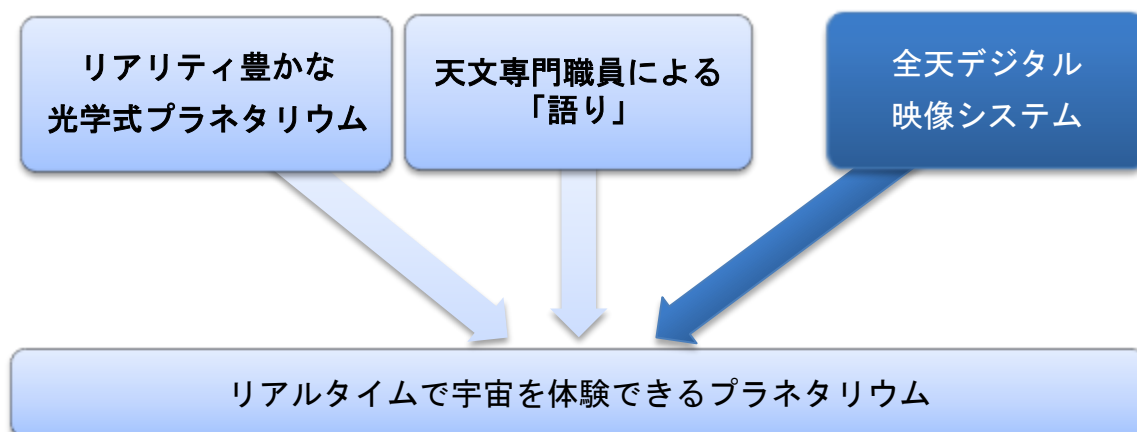 リアリティ豊かな
光学式プラネタリウム
天文専門職員による
「語り」
全天デジタル
映像システム
リアルタイムで宇宙を体験できるプラネタリウム